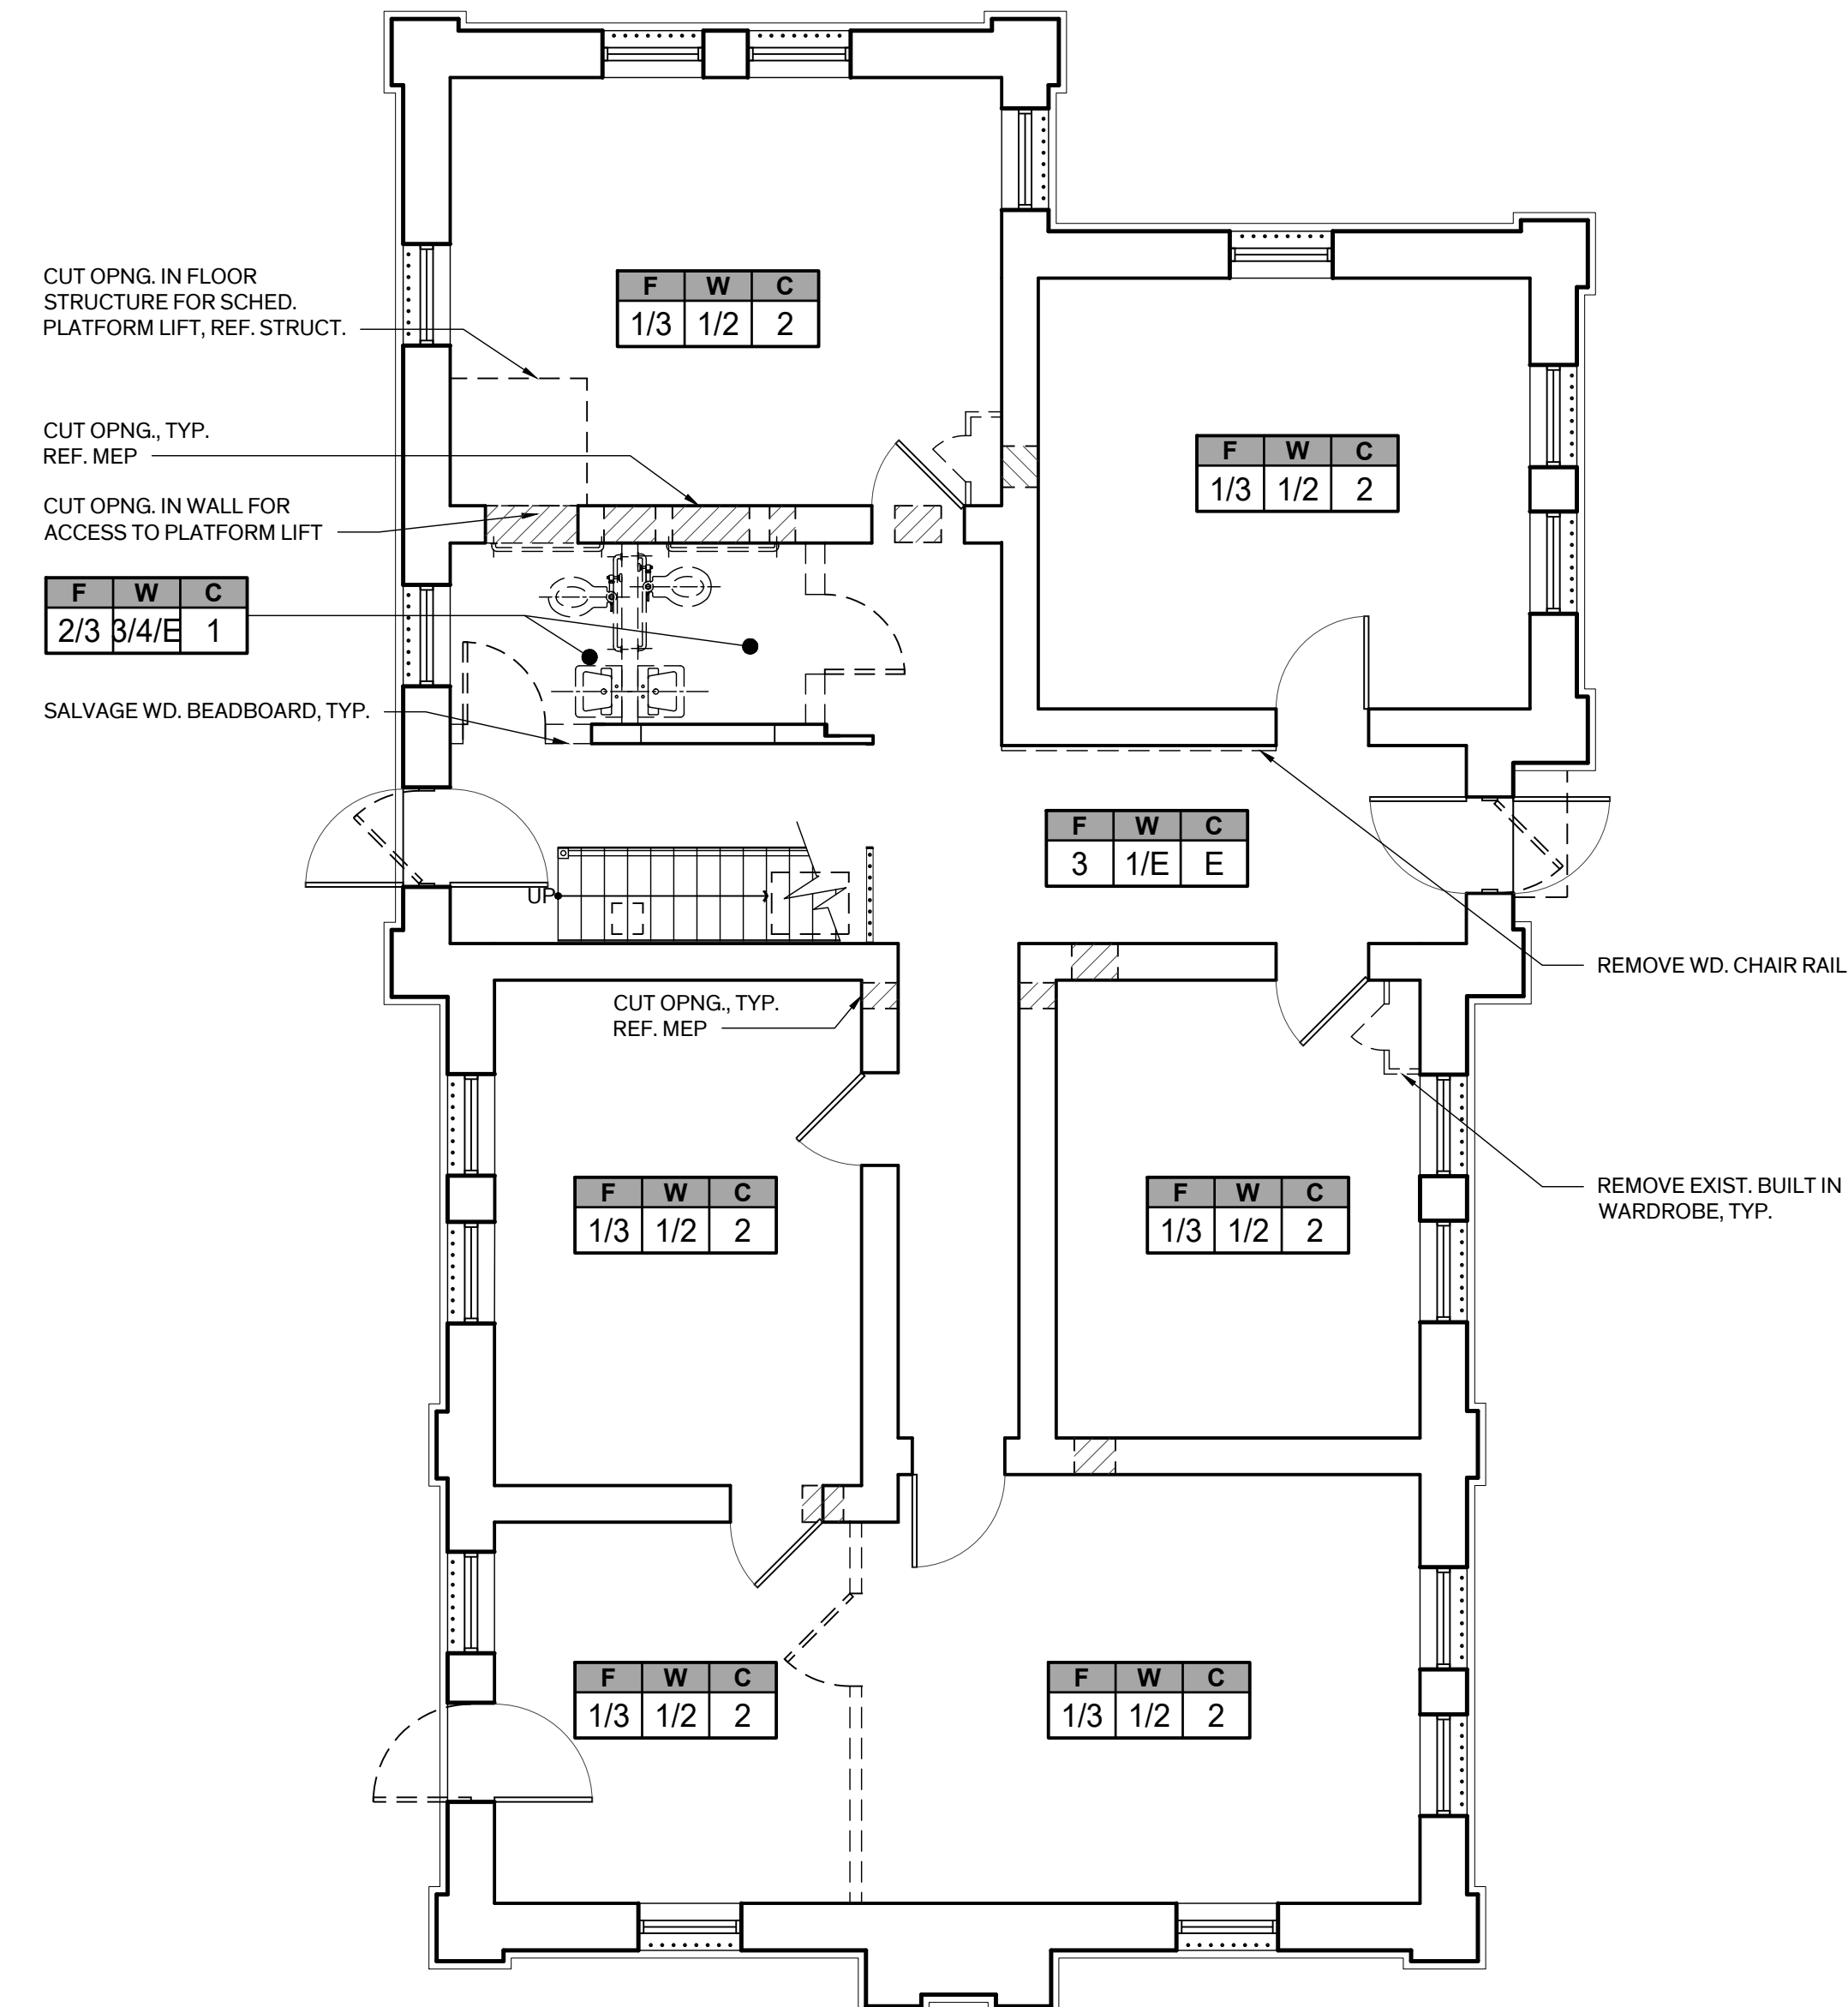 CUT OPNG. IN FLOOR
STRUCTURE FOR SCHED.
PLATFORM LIFT, REF. STRUCT.
F W C
1/3 1/2 2
CUT OPNG., TYP.
REF. MEP
F W C
1/3 1/2 2
CUT OPNG. IN WALL FOR
ACCESS TO PLATFORM LIFT
F W C
2/3 3/4/E 1
SALVAGE WD. BEADBOARD, TYP.
F W C
3 1/E E
UP
REMOVE WD. CHAIR RAIL
CUT OPNG., TYP.
REF. MEP
F W C
1/3 1/2 2
F W C
1/3 1/2 2
REMOVE EXIST. BUILT IN
WARDROBE, TYP.
F W C
1/3 1/2 2
F W C
1/3 1/2 2